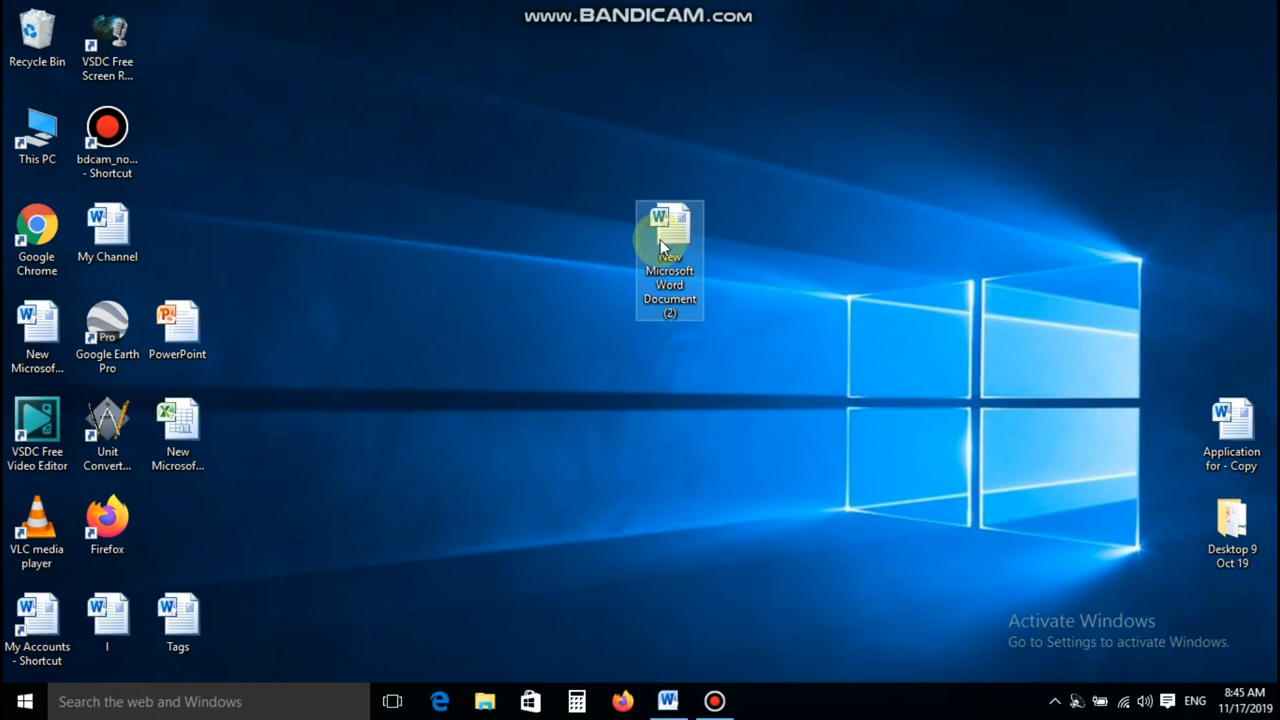 www.BANDICAM.com
Recycle Bin
VSDC Free
Screen R...
This PC
bdcam_no...
- Shortcut
Google
Chrome
My Channel
New
Microsof...
Pro
Google Earth
Pro
PowerPoint
VSDC Free
Video Editor
Unit
Convert...
New
Microsof...
VLC media
player
Firefox
My Accounts
- Shortcut
I
Tags
New
Microsoft
Word
Document
(2)
Application
for - Copy
Desktop 9
Oct 19
Activate Windows
Go to Settings to activate Windows.
Search the web and Windows
ENG
8:45 AM
11/17/2019